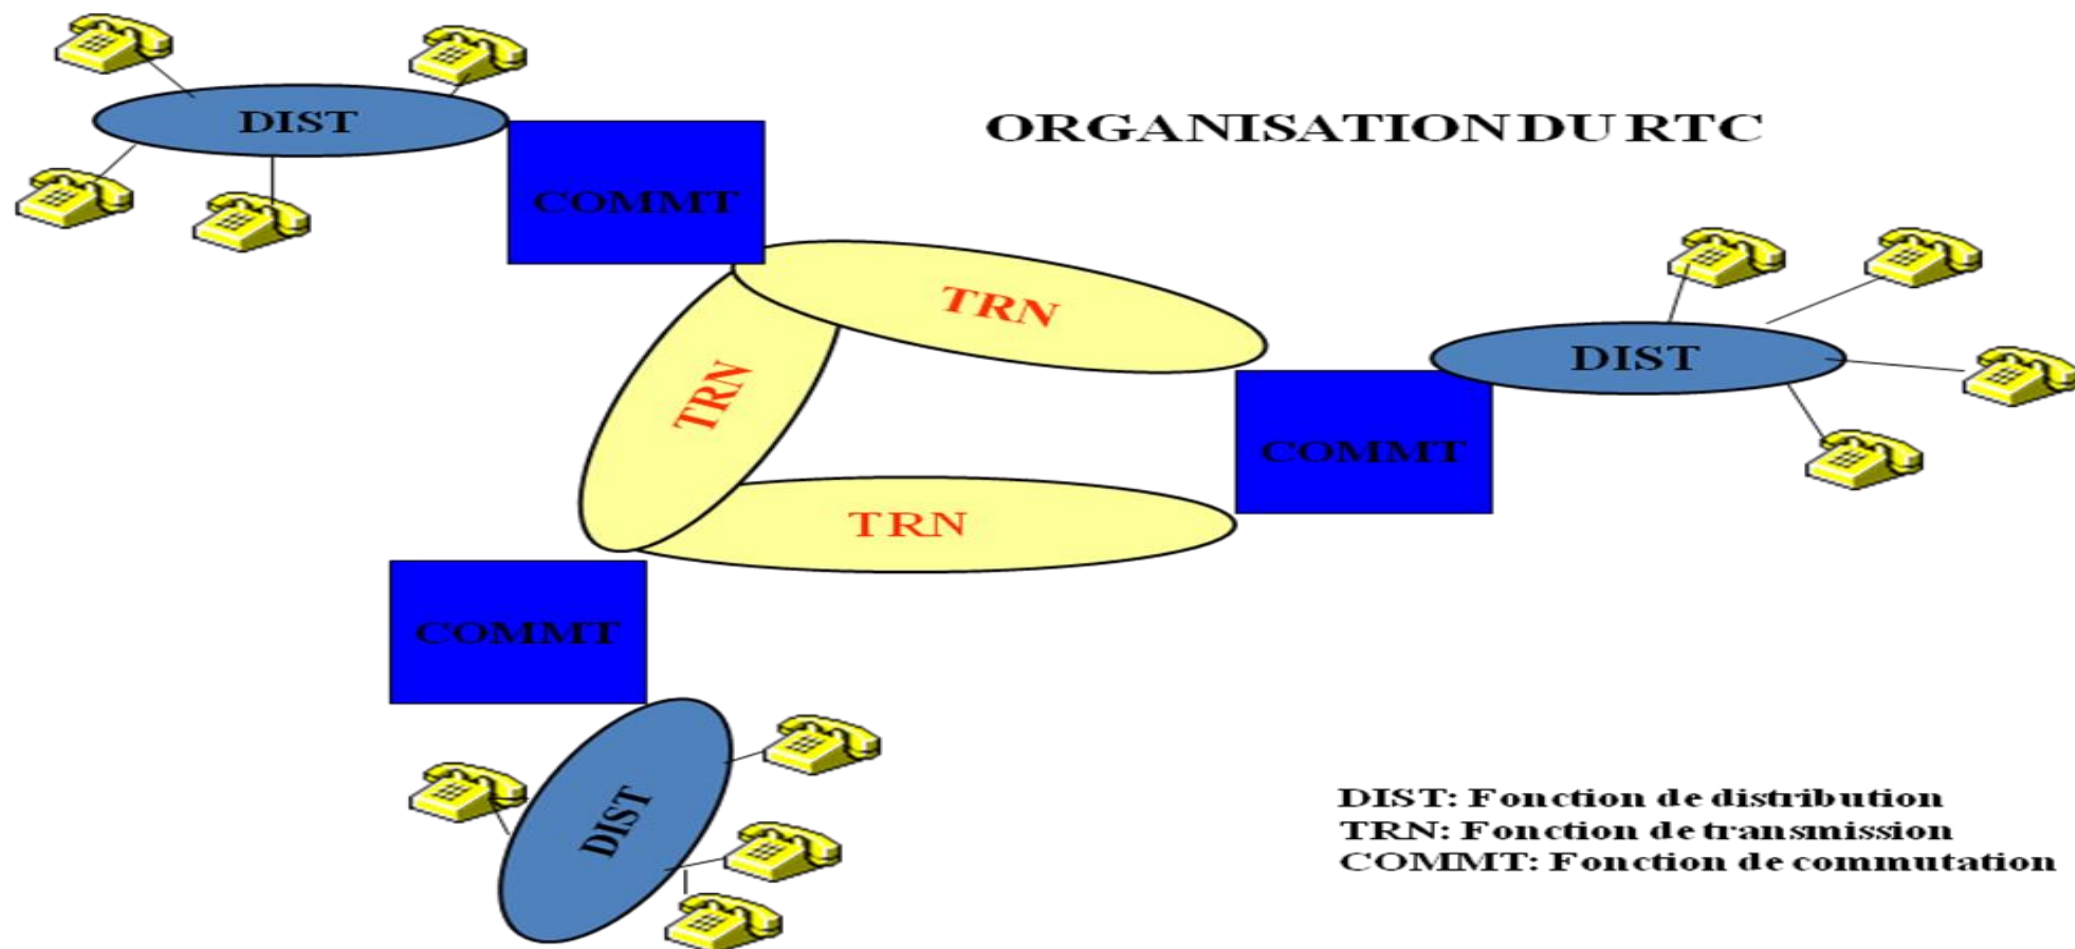 DIST
ORGANISATION DU RTC
COMMT
TRN
TRN
DIST
COMMT
TRN
COMMT
DIST
DIST: Fonction de distribution
TRN: Fonction de transmission
COMMT: Fonction de commutation